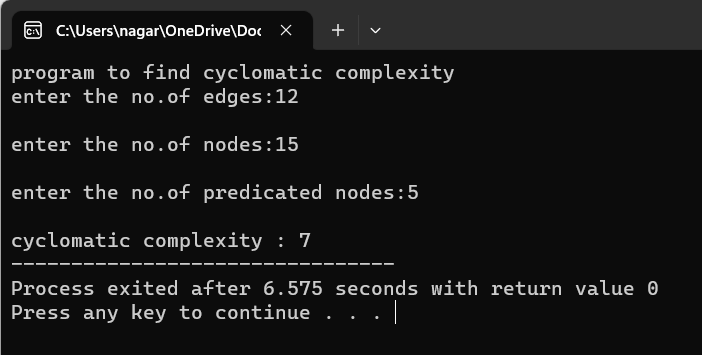 C:\Users\nagar\OneDrive\Doc
program to find cyclomatic complexity
enter the no.of edges:12
enter the no.of nodes:15
enter the no.of predicated nodes:5
cyclomatic complexity : 7
--------------------------------
Process exited after 6.575 seconds with return value 0
Press any key to continue . . .